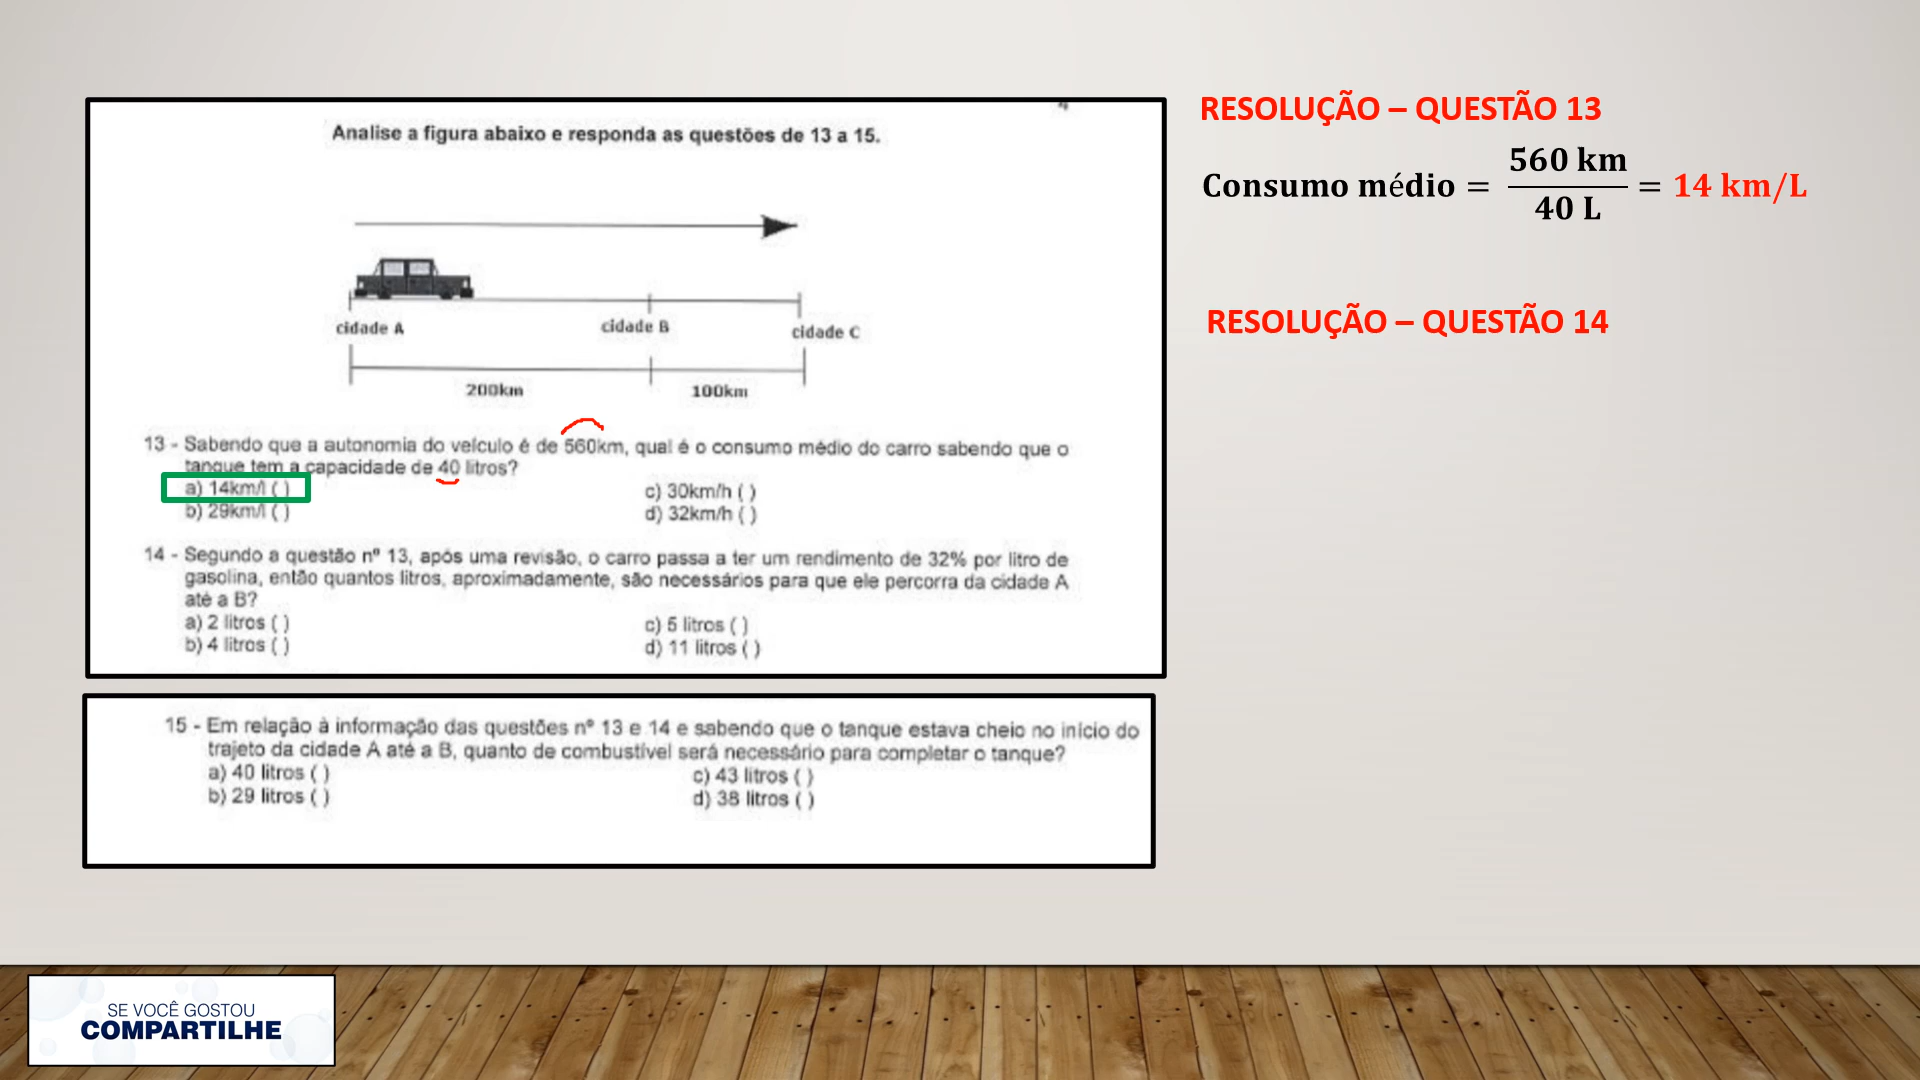 Analise a figura abaixo e responda as questões de 13 a 15.
cidade A
cidade B
cidade C
200km
100km
13 - Sabendo que a autonomia do veículo é de 560km, qual é o consumo médio do carro sabendo que o
tanque tem a capacidade de 40 litros?
a) 14km/l ( )
b) 29km/l ( )
c) 30km/h ( )
d) 32km/h ( )
14 - Segundo a questão nº 13, após uma revisão, o carro passa a ter um rendimento de 32% por litro de
gasolina, então quantos litros, aproximadamente, são necessários para que ele percorra da cidade A
até a B?
a) 2 litros ( )
b) 4 litros ( )
c) 5 litros ( )
d) 11 litros ( )
15 - Em relação à informação das questões nº 13 e 14 e sabendo que o tanque estava cheio no início do
trajeto da cidade A até a B, quanto de combustível será necessário para completar o tanque?
a) 40 litros ( )
b) 29 litros ( )
c) 43 litros ( )
d) 38 litros ( )
RESOLUÇÃO – QUESTÃO 13
Consumo médio = 560 km / 40 L = 14 km/L
RESOLUÇÃO – QUESTÃO 14
SE VOCÊ GOSTOU
COMPARTILHE